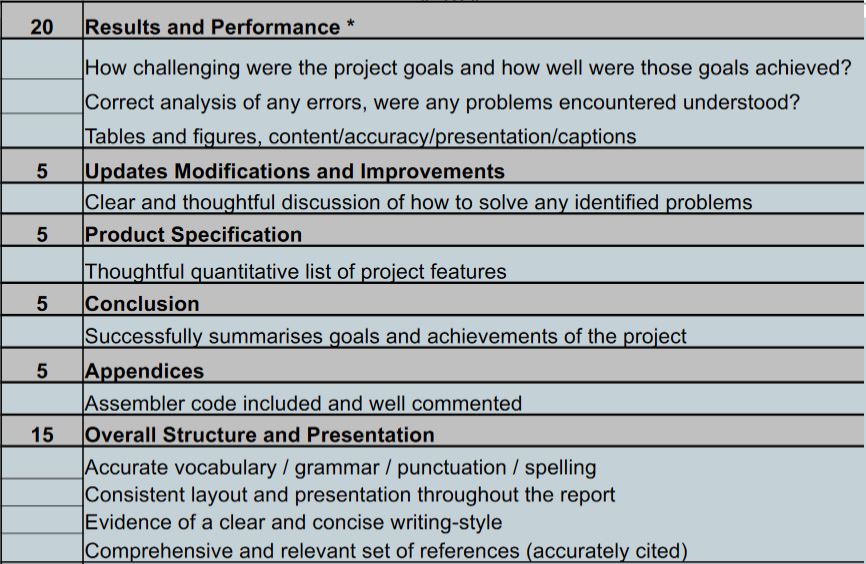 20 Results and Performance *
How challenging were the project goals and how well were those goals achieved?
Correct analysis of any errors, were any problems encountered understood?
Tables and figures, content/accuracy/presentation/captions
5 Updates Modifications and Improvements
Clear and thoughtful discussion of how to solve any identified problems
5 Product Specification
Thoughtful quantitative list of project features
5 Conclusion
Successfully summarises goals and achievements of the project
5 Appendices
Assembler code included and well commented
15 Overall Structure and Presentation
Accurate vocabulary / grammar / punctuation / spelling
Consistent layout and presentation throughout the report
Evidence of a clear and concise writing-style
Comprehensive and relevant set of references (accurately cited)